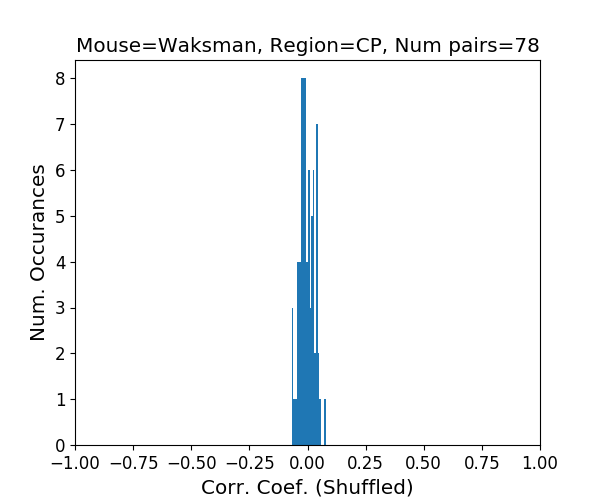 Mouse=Waksman, Region=CP, Num pairs=78
8
7
6
5
4
3
2
1
0
Num. Occurances
−1.00 −0.75 −0.50 −0.25 0.00 0.25 0.50 0.75 1.00
Corr. Coef. (Shuffled)